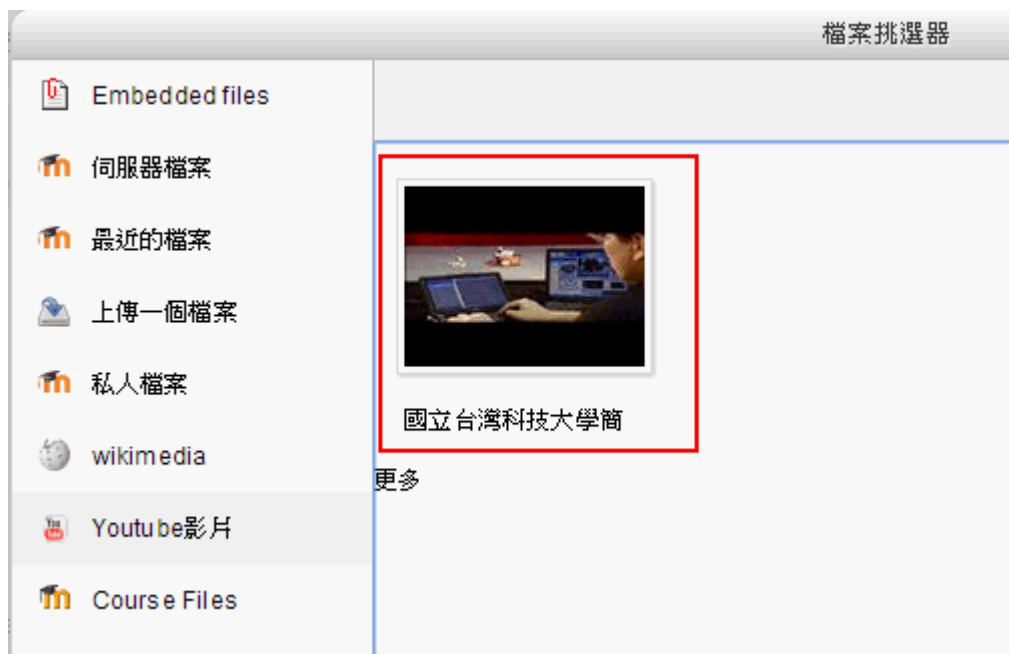 檔案挑選器
Embedded files
伺服器檔案
最近的檔案
上傳一個檔案
私人檔案
wikimedia
Youtube影片
Course Files
國立台灣科技大學簡
更多